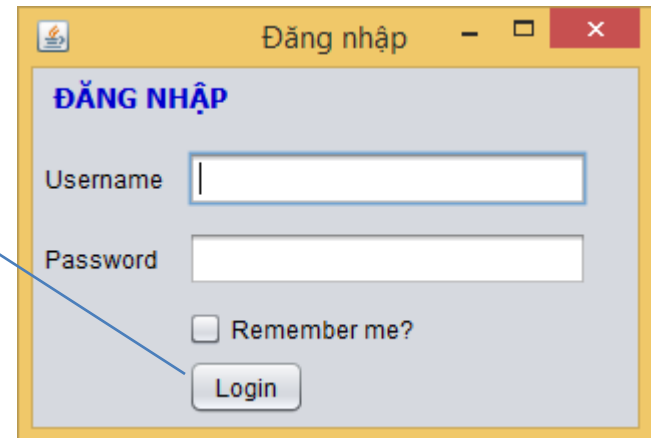 Đăng nhập
ĐĂNG NHẬP
Username
Password
Remember me?
Login